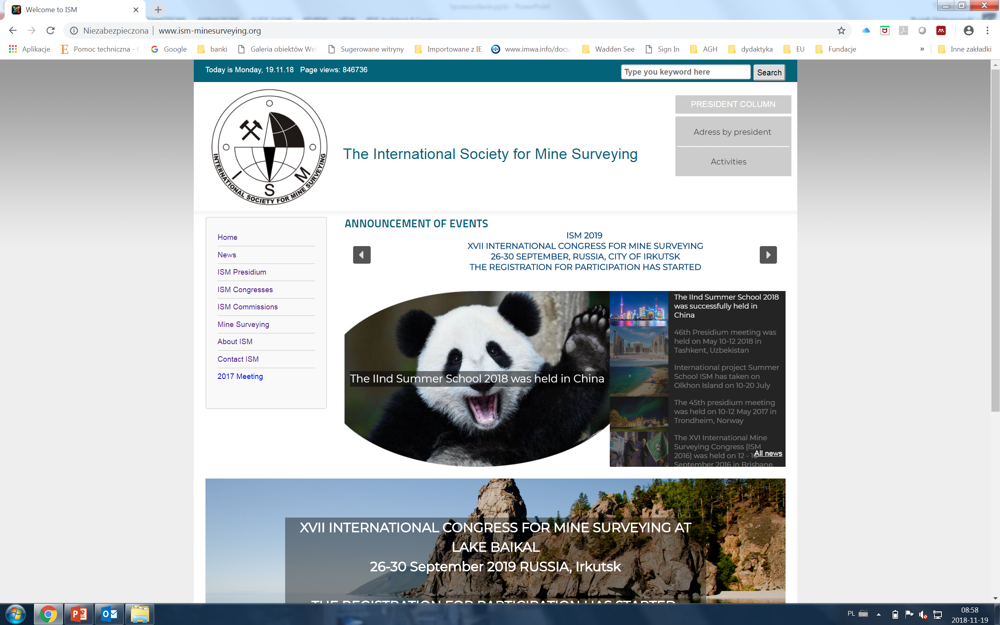 Welcome to ISM
Niezabezpieczona
www.ism-minesurveying.org
Aplikacje
Pomoc techniczna -
Google
banki
Galeria obiektów We
Sugerowane witryny
Importowane z IE
www.imwa.info/docs/
Wadden See
Sign In
AGH
dydaktyka
EU
Fundacje
»
Inne zakładki
Today is Monday, 19.11.18 Page views: 846736
Type you keyword here
Search
INTERNATIONAL SOCIETY FOR MINE SURVEYING
I S M
The International Society for Mine Surveying
PRESIDENT COLUMN
Adress by president
Activities
Home
News
ISM Presidium
ISM Congresses
ISM Commissions
Mine Surveying
About ISM
Contact ISM
2017 Meeting
ANNOUNCEMENT OF EVENTS
ISM 2019
XVII INTERNATIONAL CONGRESS FOR MINE SURVEYING
26-30 SEPTEMBER, RUSSIA, CITY OF IRKUTSK
THE REGISTRATION FOR PARTICIPATION HAS STARTED
The IInd Summer School 2018 was held in China
The IInd Summer School 2018
was successfully held in
China
46th Presidium meeting was
held on May 10-12 2018 in
Tashkent, Uzbekistan
International project Summer
School ISM has taken on
Olkhon Island on 10-20 July
The 45th presidium meeting
was held on 10-12 May 2017 in
Trondheim, Norway
The XVI International Mine
Surveying Congress (ISM
2016) was held on 12 - 16
All news
September 2016 in Brisbane,
XVII INTERNATIONAL CONGRESS FOR MINE SURVEYING AT
LAKE BAIKAL
26-30 September 2019 RUSSIA, Irkutsk
THE REGISTRATION FOR PARTICIPATION HAS STARTED
PL
08:58
2018-11-19